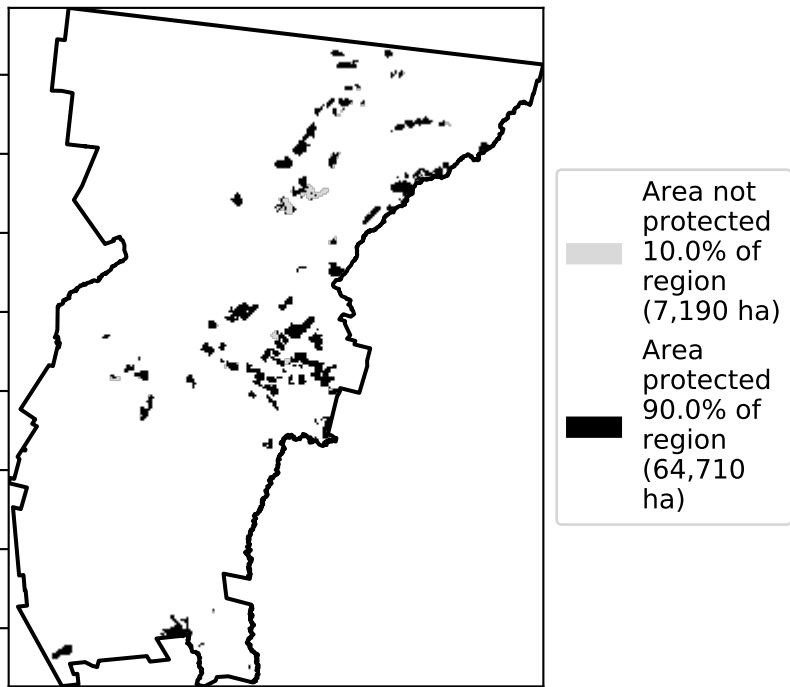 Area not
protected
10.0% of
region
(7,190 ha)
Area
protected
90.0% of
region
(64,710
ha)